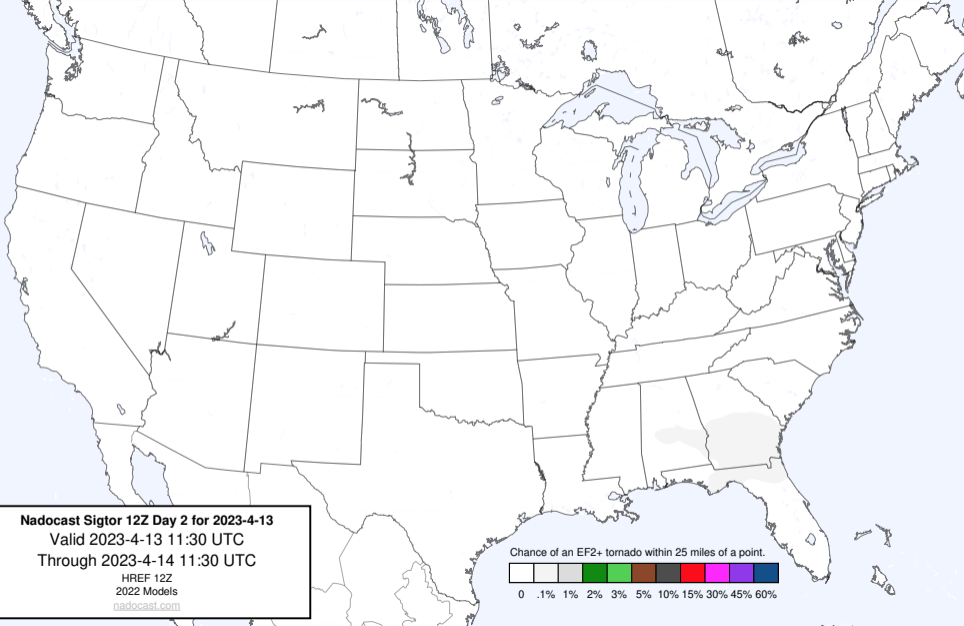 Nadocast Sigtor 12Z Day 2 for 2023-4-13
Valid 2023-4-13 11:30 UTC
Through 2023-4-14 11:30 UTC
HREF 12Z
2022 Models
nadocast.com
Chance of an EF2+ tornado within 25 miles of a point.
0 .1% 1% 2% 3% 5% 10% 15% 30% 45% 60%